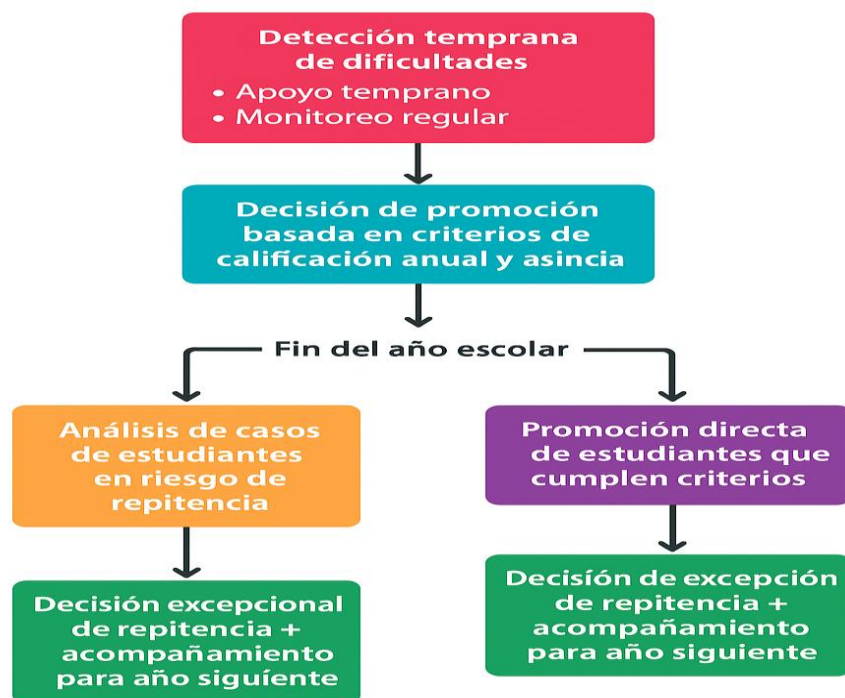 Detección temprana
de dificultades
• Apoyo temprano
• Monitoreo regular
Decisión de promoción
basada en criterios de
calificación anual y asincia
Fin del año escolar
Análisis de casos
de estudiantes
en riesgo de
repitencia
Promoción directa
de estudiantes que
cumplen criterios
Decisión excepcional
de repitencia +
acompañamiento
para año siguíente
Decisíón de excepción
de repitencia +
acompañamiento
para año siguiente